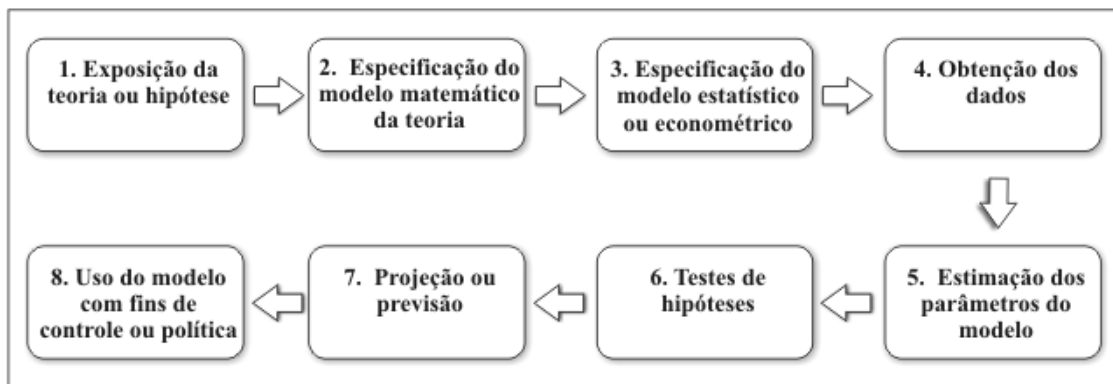 1. Exposição da
teoria ou hipótese
2. Especificação do
modelo matemático
da teoria
3. Especificação do
modelo estatístico
ou econométrico
4. Obtenção dos
dados
5. Estimação dos
parâmetros do
modelo
6. Testes de
hipóteses
7. Projeção ou
previsão
8. Uso do modelo
com fins de
controle ou política